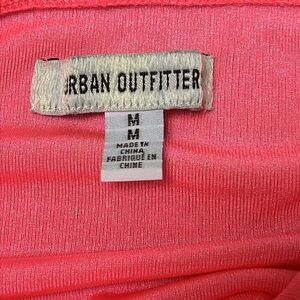 URBAN OUTFITTER
M
M
MADE IN
CHINA
FABRIQUÉ EN
CHINE